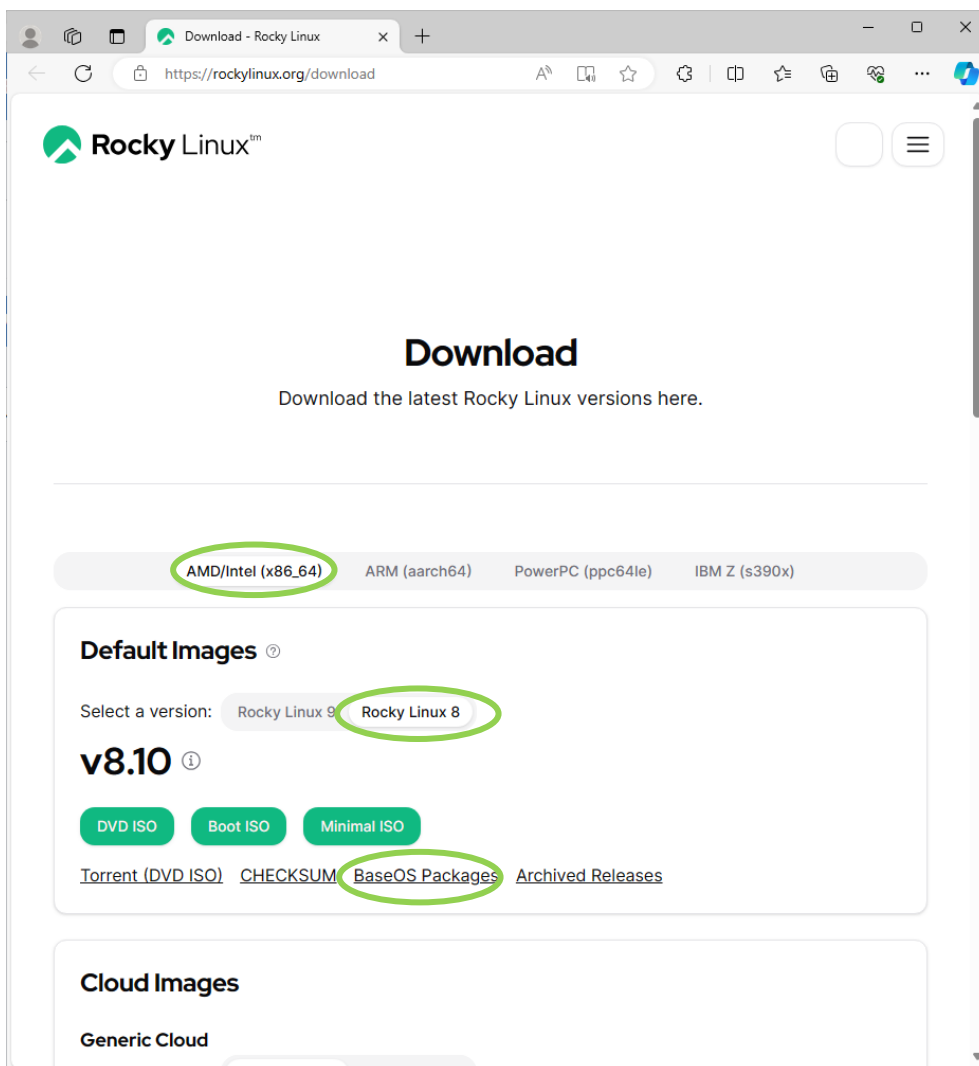 Download - Rocky Linux
https://rockylinux.org/download
Rocky Linux™
Download
Download the latest Rocky Linux versions here.
AMD/Intel (x86_64) ARM (aarch64) PowerPC (ppc64le) IBM Z (s390x)
Default Images
Select a version: Rocky Linux 9 Rocky Linux 8
v8.10
DVD ISO Boot ISO Minimal ISO
Torrent (DVD ISO) CHECKSUM BaseOS Packages Archived Releases
Cloud Images
Generic Cloud